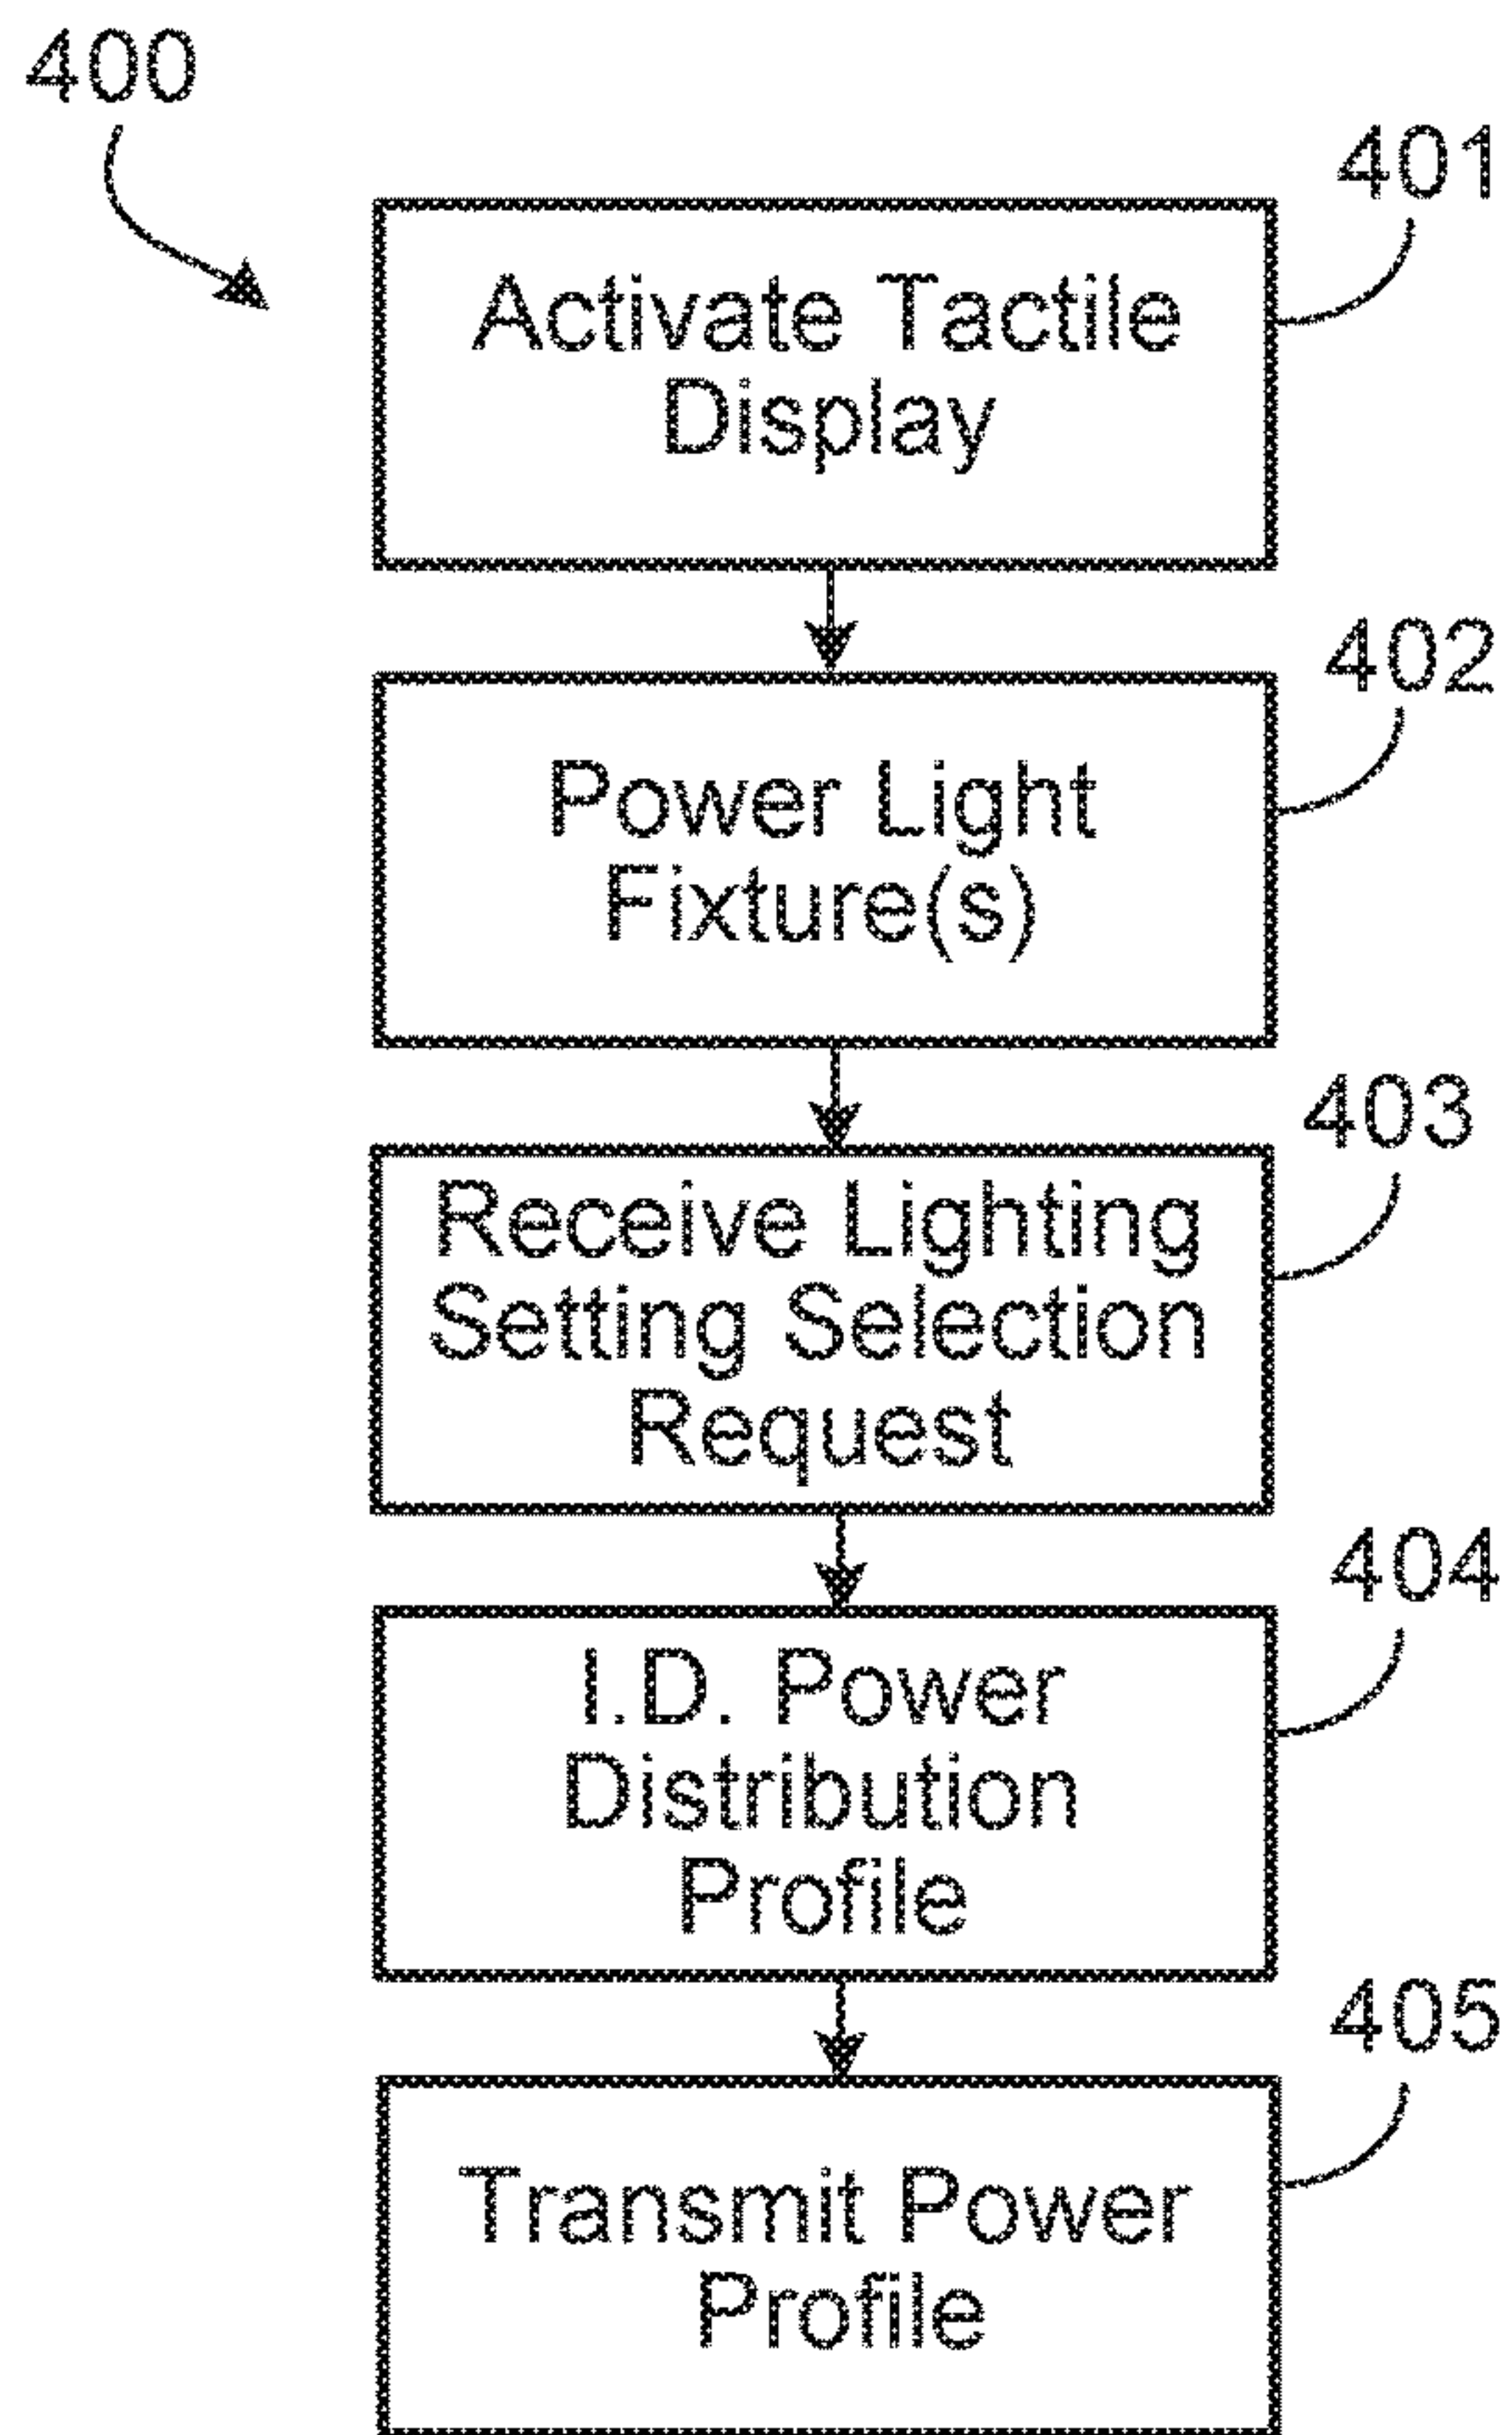 400
401
Activate Tactile
Display
402
Power Light
Fixture(s)
403
Receive Lighting
Setting Selection
Request
404
I.D. Power
Distribution
Profile
405
Transmit Power
Profile